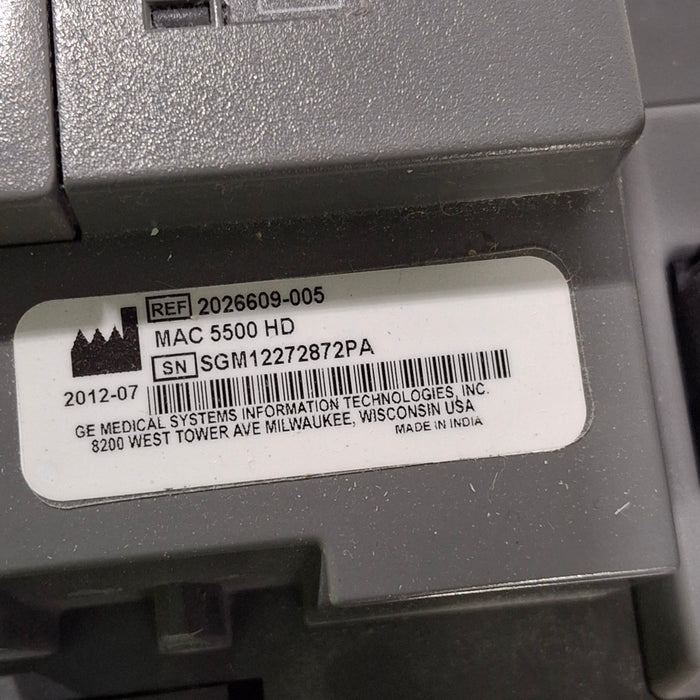 REF 2026609-005
MAC 5500 HD
SN SGM12272872PA
2012-07
GE MEDICAL SYSTEMS INFORMATION TECHNOLOGIES, INC.
8200 WEST TOWER AVE MILWAUKEE, WISCONSIN USA
MADE IN INDIA